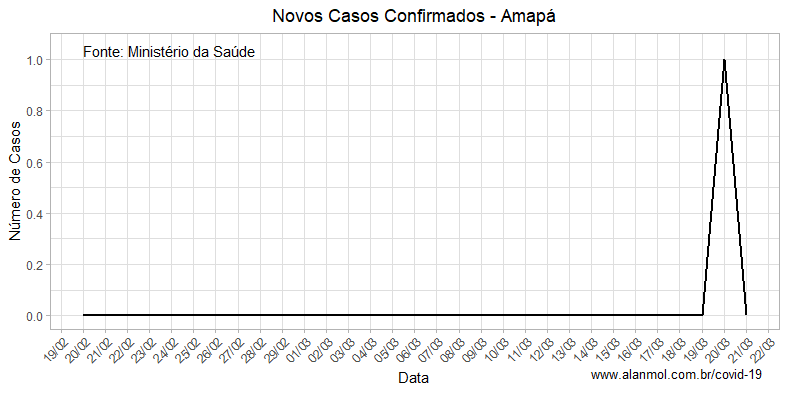 Novos Casos Confirmados - Amapá
Fonte: Ministério da Saúde
Número de Casos
1.0
0.8
0.6
0.4
0.2
0.0
19/02 20/02 21/02 22/02 23/02 24/02 25/02 26/02 27/02 28/02 29/02 01/03 02/03 03/03 04/03 05/03 06/03 07/03 08/03 09/03 10/03 11/03 12/03 13/03 14/03 15/03 16/03 17/03 18/03 19/03 20/03 21/03 22/03
Data
www.alanmol.com.br/covid-19